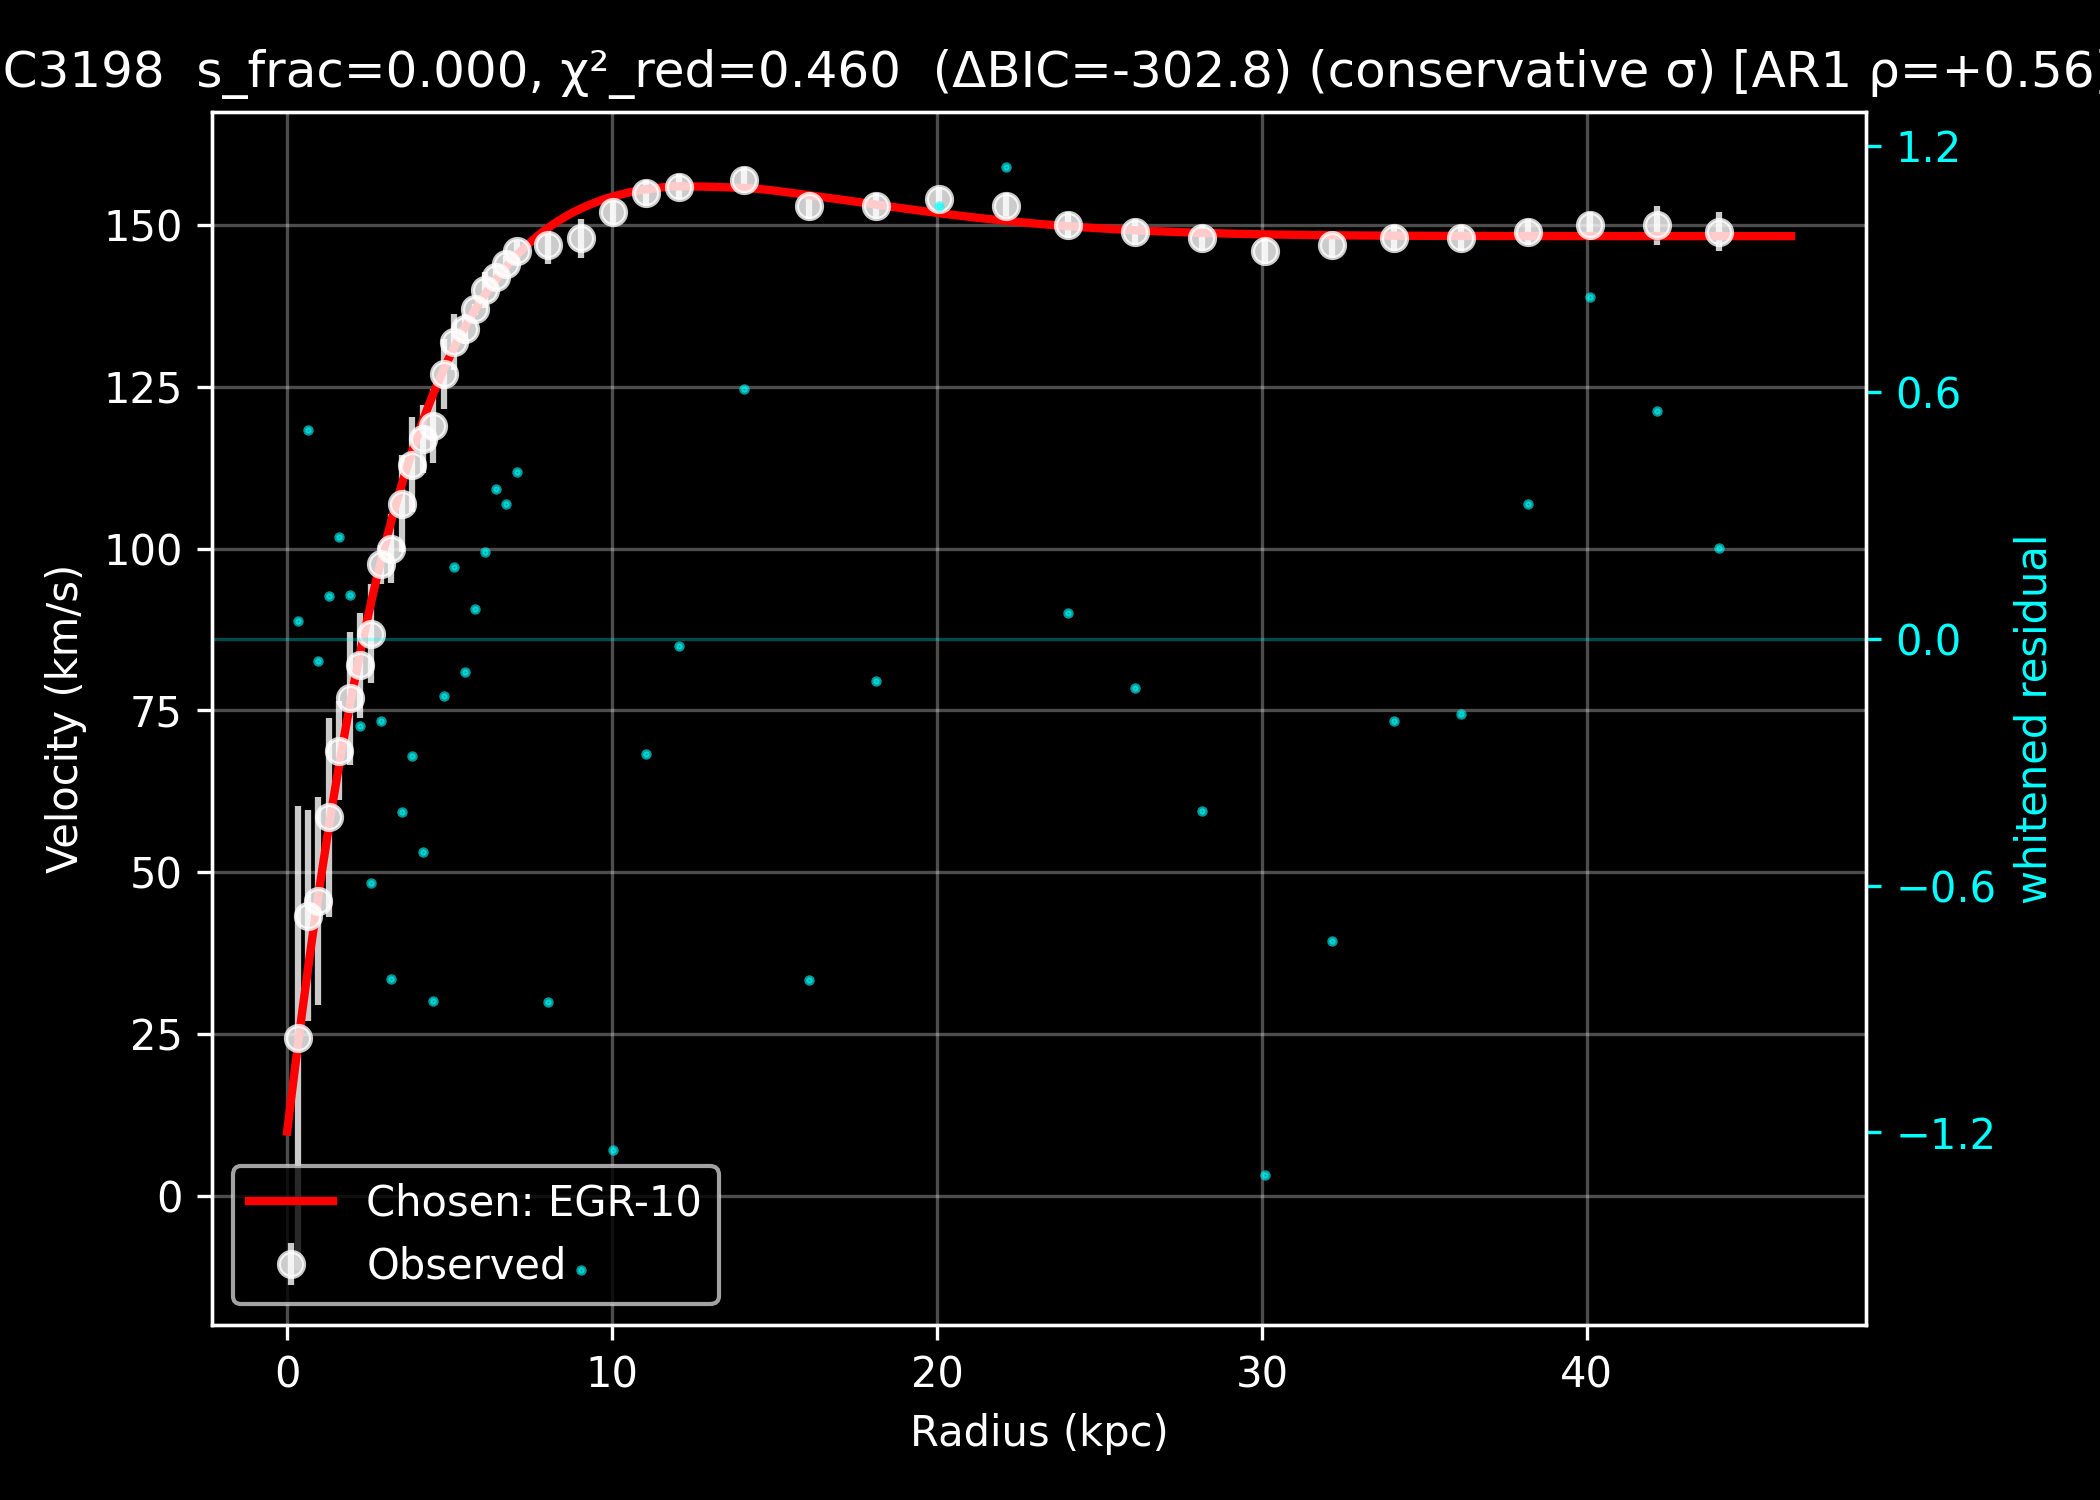 C3198 s_frac=0.000, χ²_red=0.460 (ΔBIC=-302.8) (conservative σ) [AR1 ρ=+0.56]
150
125
100
75
50
25
0
Velocity (km/s)
1.2
0.6
0.0
−0.6
−1.2
whitened residual
Chosen: EGR-10
Observed
0
10
20
30
40
Radius (kpc)